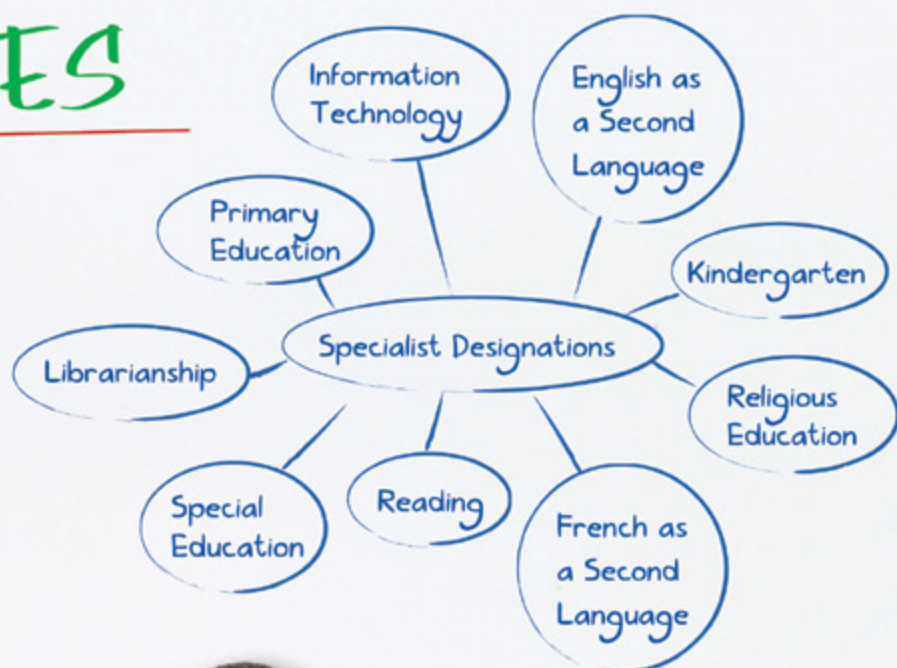 ES
Information
Technology
English as
a Second
Language
Primary
Education
Kindergarten
Specialist Designations
Librarianship
Religious
Education
Special
Education
Reading
French as
a Second
Language